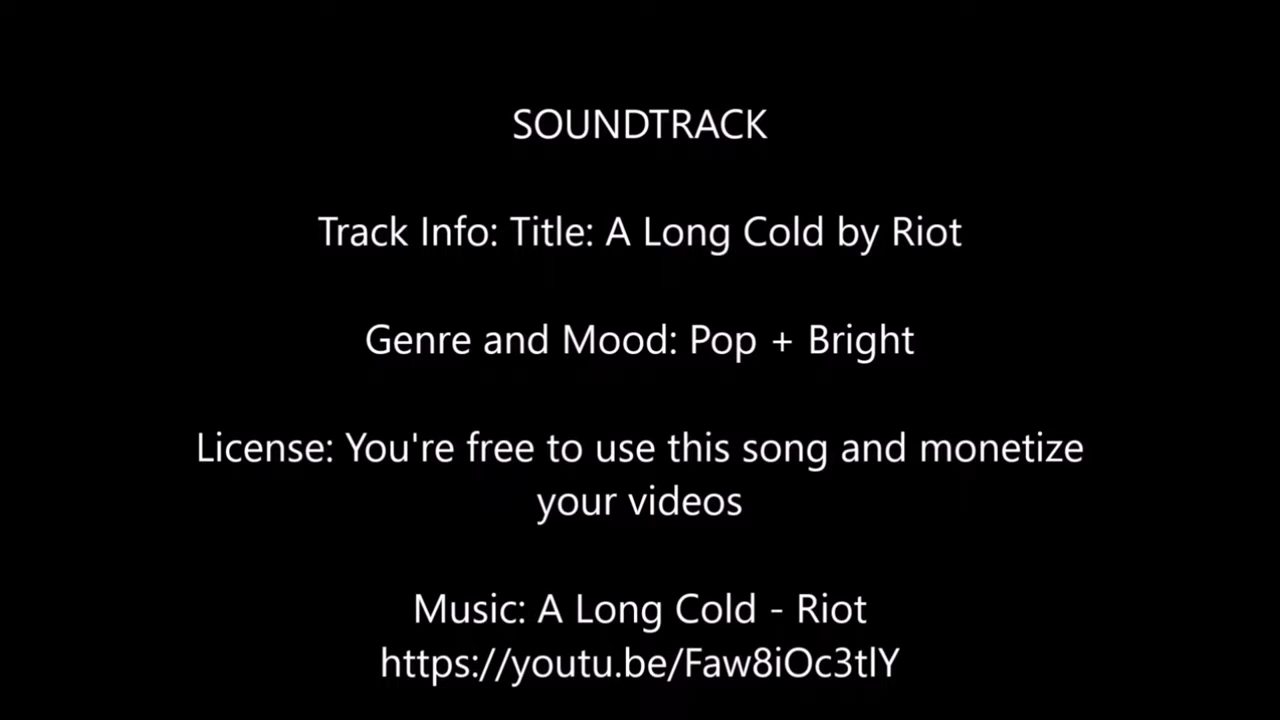 SOUNDTRACK
Track Info: Title: A Long Cold by Riot
Genre and Mood: Pop + Bright
License: You're free to use this song and monetize
your videos
Music: A Long Cold - Riot
https://youtu.be/Faw8iOc3tlY